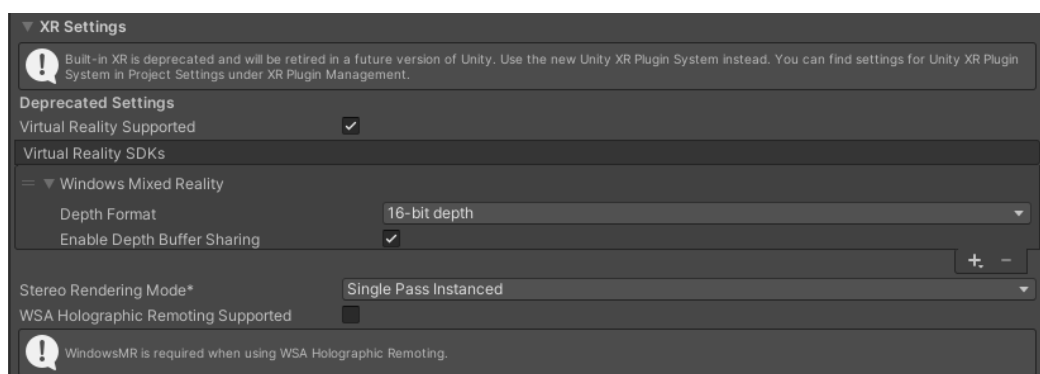 XR Settings
Built-in XR is deprecated and will be retired in a future version of Unity. Use the new Unity XR Plugin System instead. You can find settings for Unity XR Plugin
System in Project Settings under XR Plugin Management.
Deprecated Settings
Virtual Reality Supported
Virtual Reality SDKs
Windows Mixed Reality
Depth Format 16-bit depth
Enable Depth Buffer Sharing
Stereo Rendering Mode* Single Pass Instanced
WSA Holographic Remoting Supported
WindowsMR is required when using WSA Holographic Remoting.